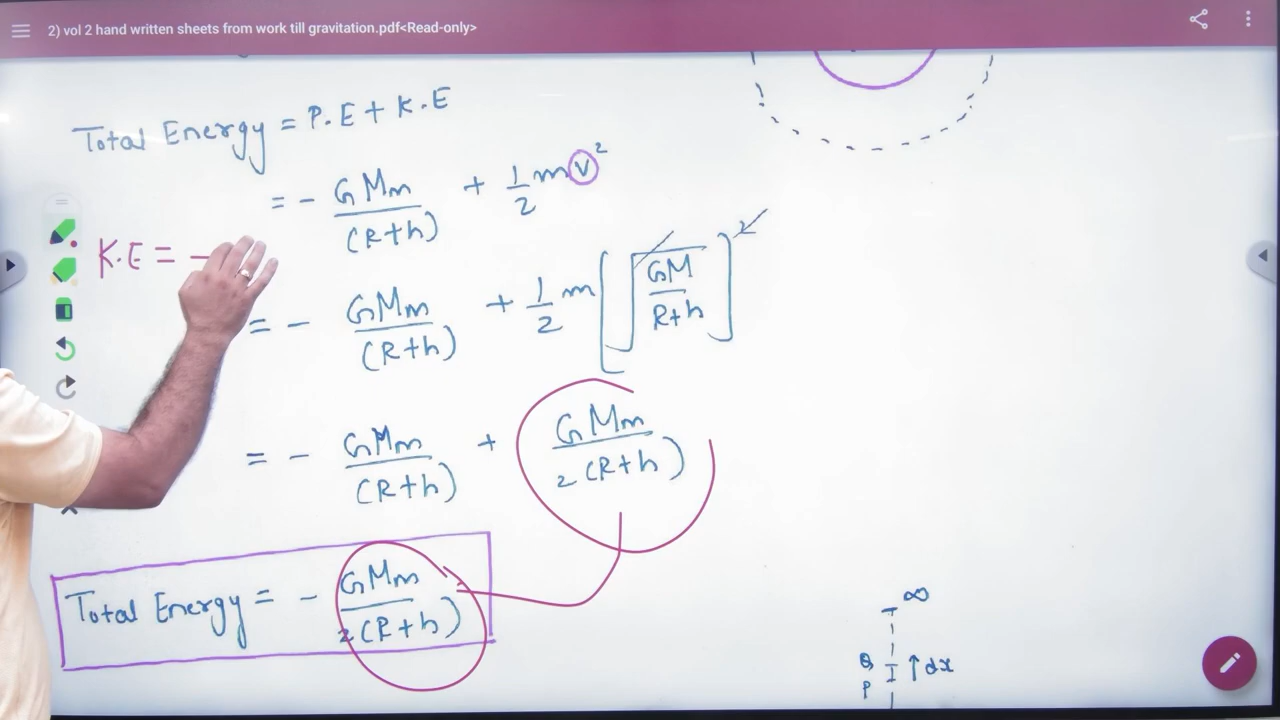 2) vol 2 hand written sheets from work till gravitation.pdf<Read-only>
Total Energy = P.E + K.E
= - GMm/(R+h) + 1/2 mv²
K.E = -
= - GMm/(R+h) + 1/2 m[√GM/R+h]²
= - GMm/(R+h) + GMm/2(R+h)
Total Energy = - GMm/2(R+h)
∞
Q
↑dx
P